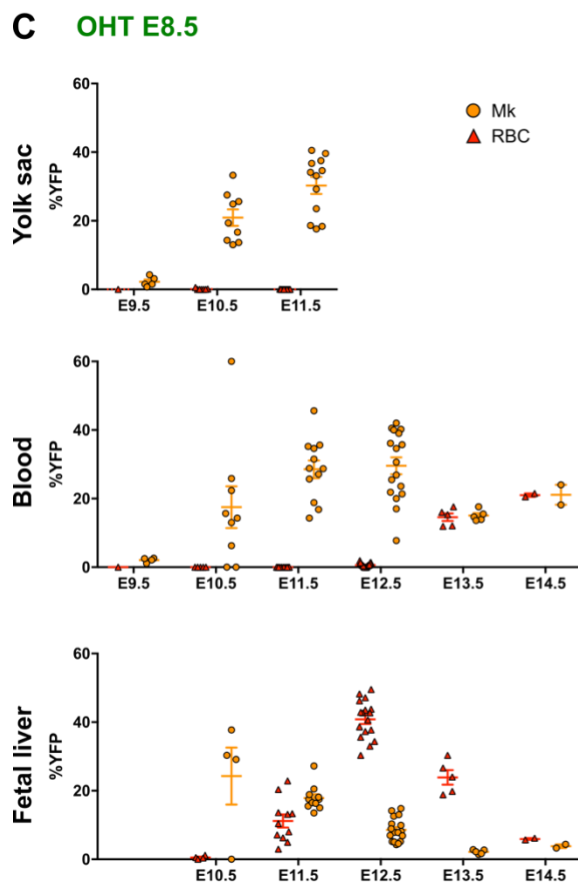 C OHT E8.5
Mk
RBC
Yolk sac
%YFP
60
40
20
0
E9.5 E10.5 E11.5
Blood
%YFP
60
40
20
0
E9.5 E10.5 E11.5 E12.5 E13.5 E14.5
Fetal liver
%YFP
60
40
20
0
E10.5 E11.5 E12.5 E13.5 E14.5